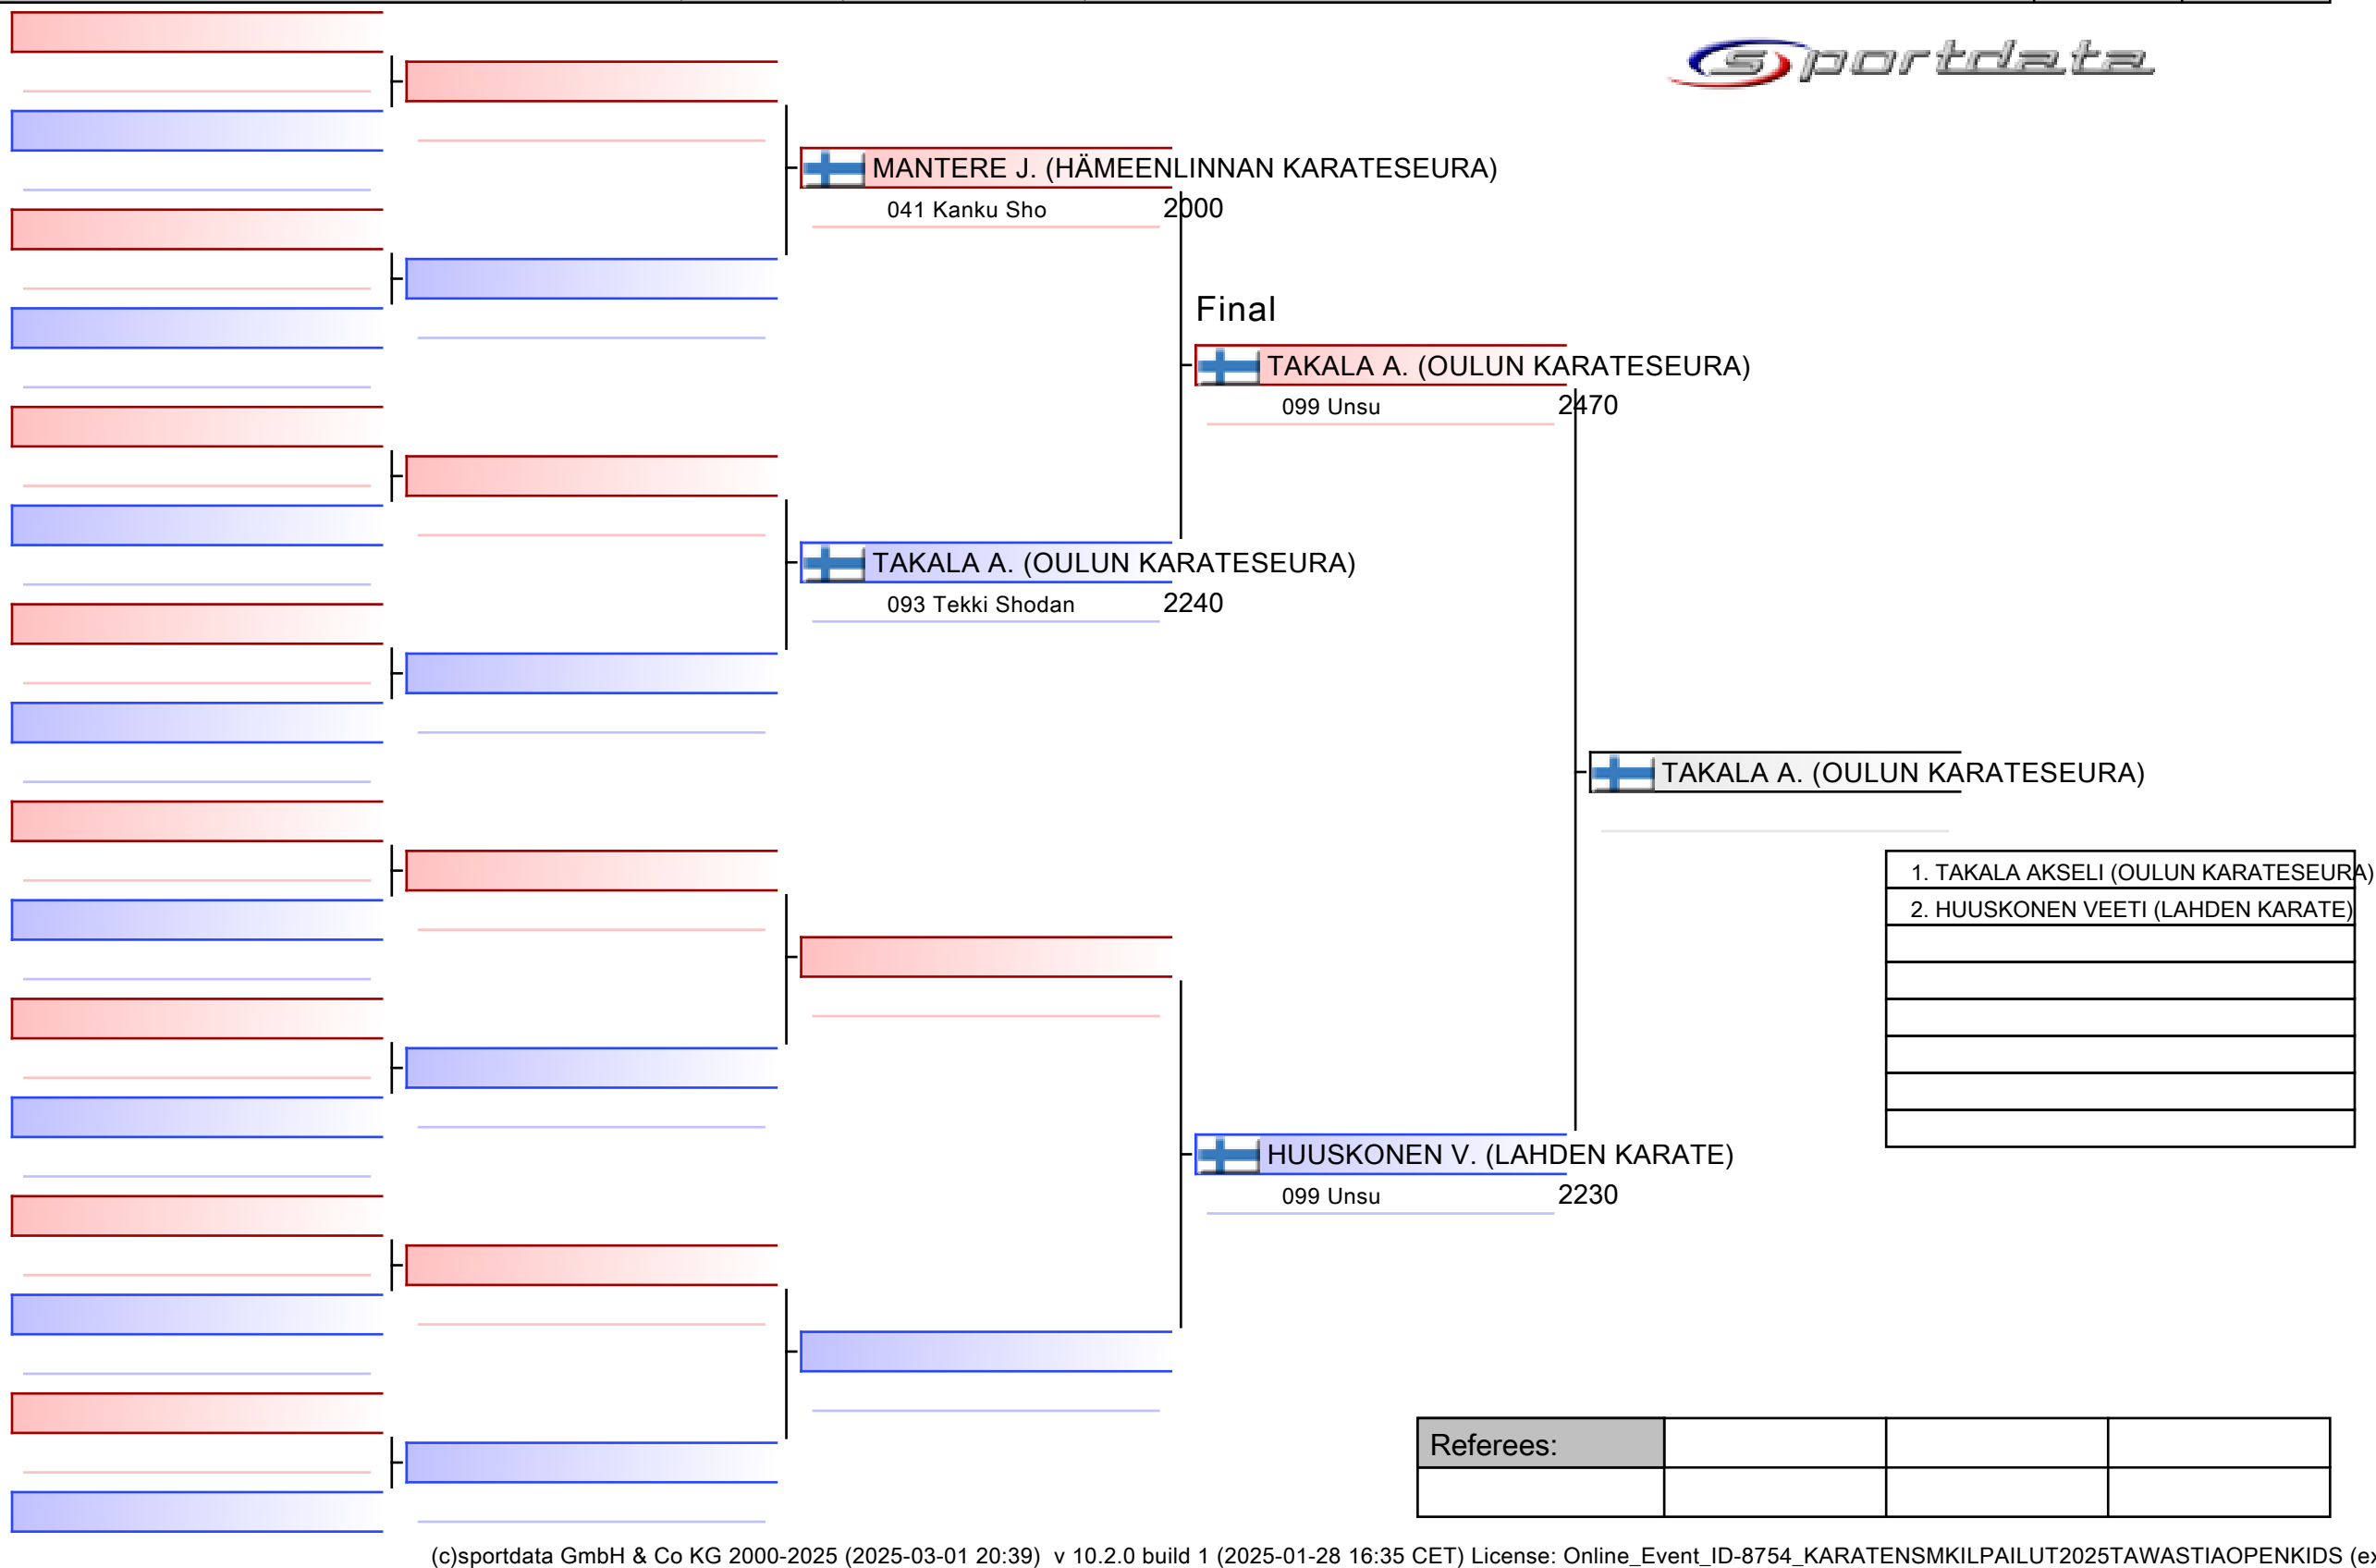 sportdata
MANTERE J. (HÄMEENLINNAN KARATESEURA)
041 Kanku Sho 2000
Final
TAKALA A. (OULUN KARATESEURA)
099 Unsu 2470
TAKALA A. (OULUN KARATESEURA)
093 Tekki Shodan 2240
TAKALA A. (OULUN KARATESEURA)
1. TAKALA AKSELI (OULUN KARATESEURA)
2. HUUSKONEN VEETI (LAHDEN KARATE)
HUUSKONEN V. (LAHDEN KARATE)
099 Unsu 2230
Referees:
(c)sportdata GmbH & Co KG 2000-2025 (2025-03-01 20:39) v 10.2.0 build 1 (2025-01-28 16:35 CET) License: Online_Event_ID-8754_KARATENSMKILPAILUT2025TAWASTIAOPENKIDS